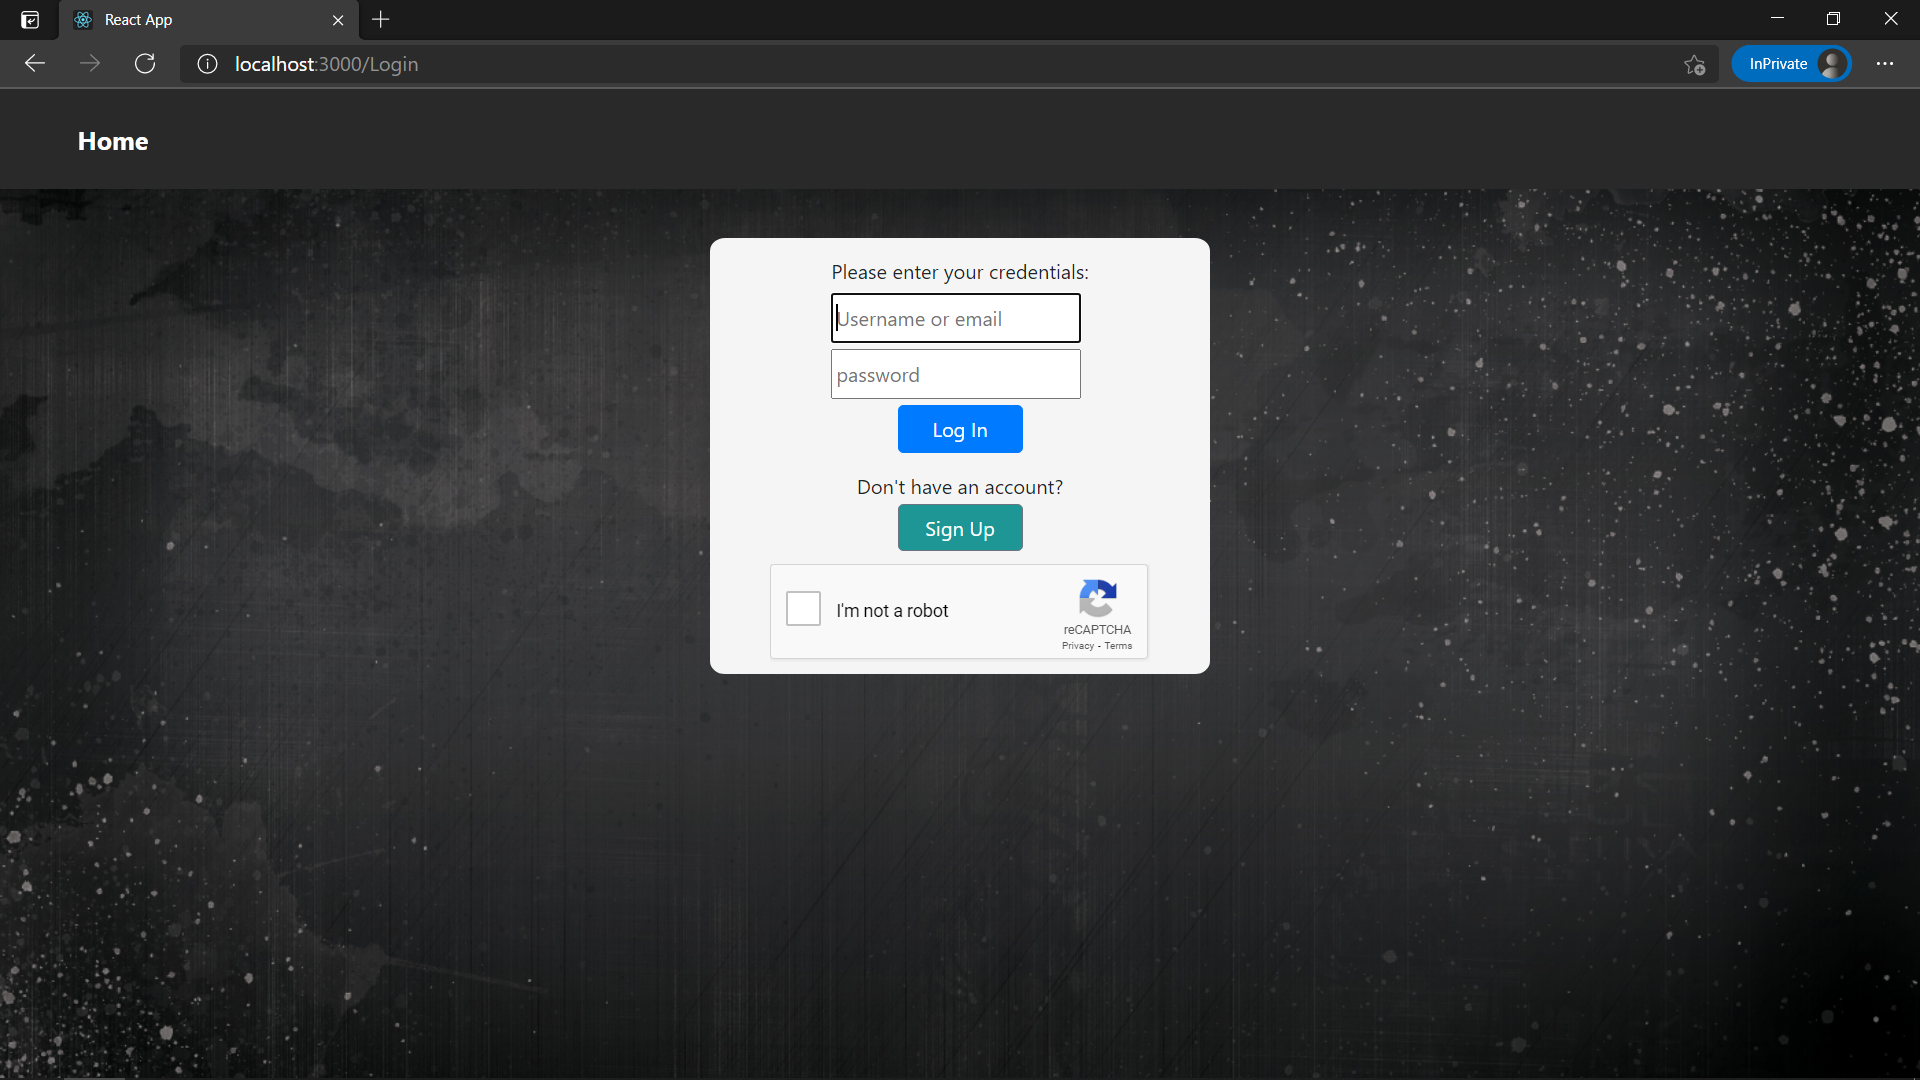 React App
localhost:3000/Login
InPrivate
Home
Please enter your credentials:
Username or email
password
Log In
Don't have an account?
Sign Up
I'm not a robot
reCAPTCHA
Privacy - Terms